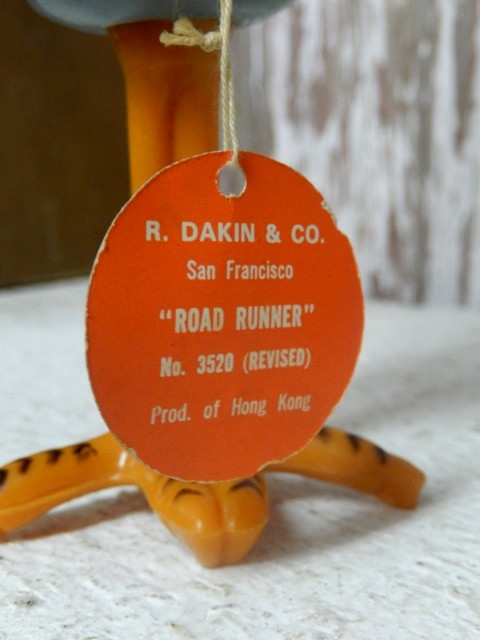 R. DAKIN & CO.
San Francisco
"ROAD RUNNER"
No. 3520 (REVISED)
Prod. of Hong Kong